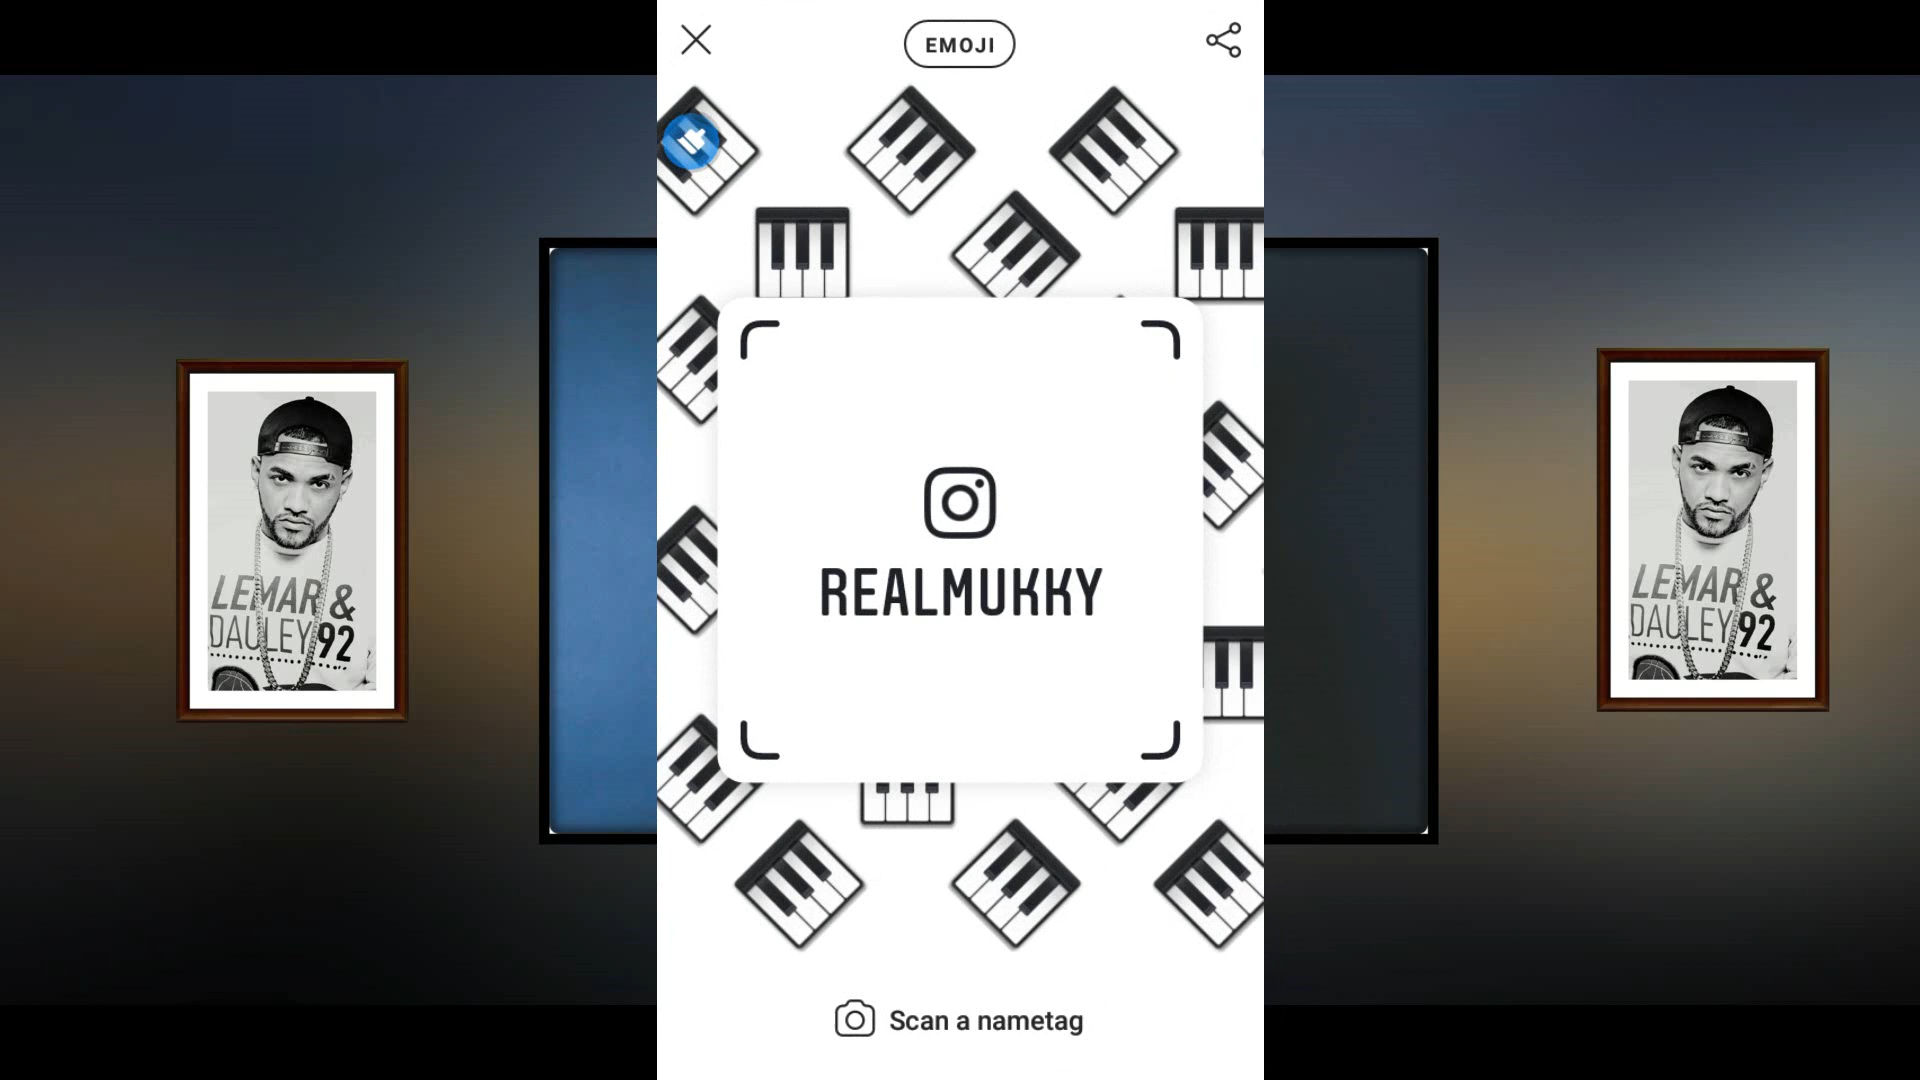 EMOJI
REALMUKKY
Scan a nametag
LEMAR &
DAULEY 92
LEMAR &
DAULEY 92